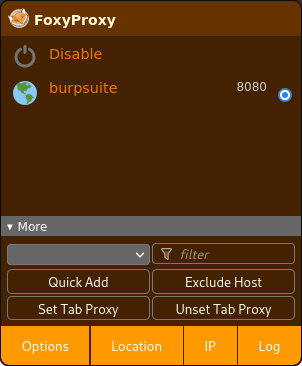 FoxyProxy
Disable
burpsuite 8080
▾ More
filter
Quick Add Exclude Host
Set Tab Proxy Unset Tab Proxy
Options Location IP Log